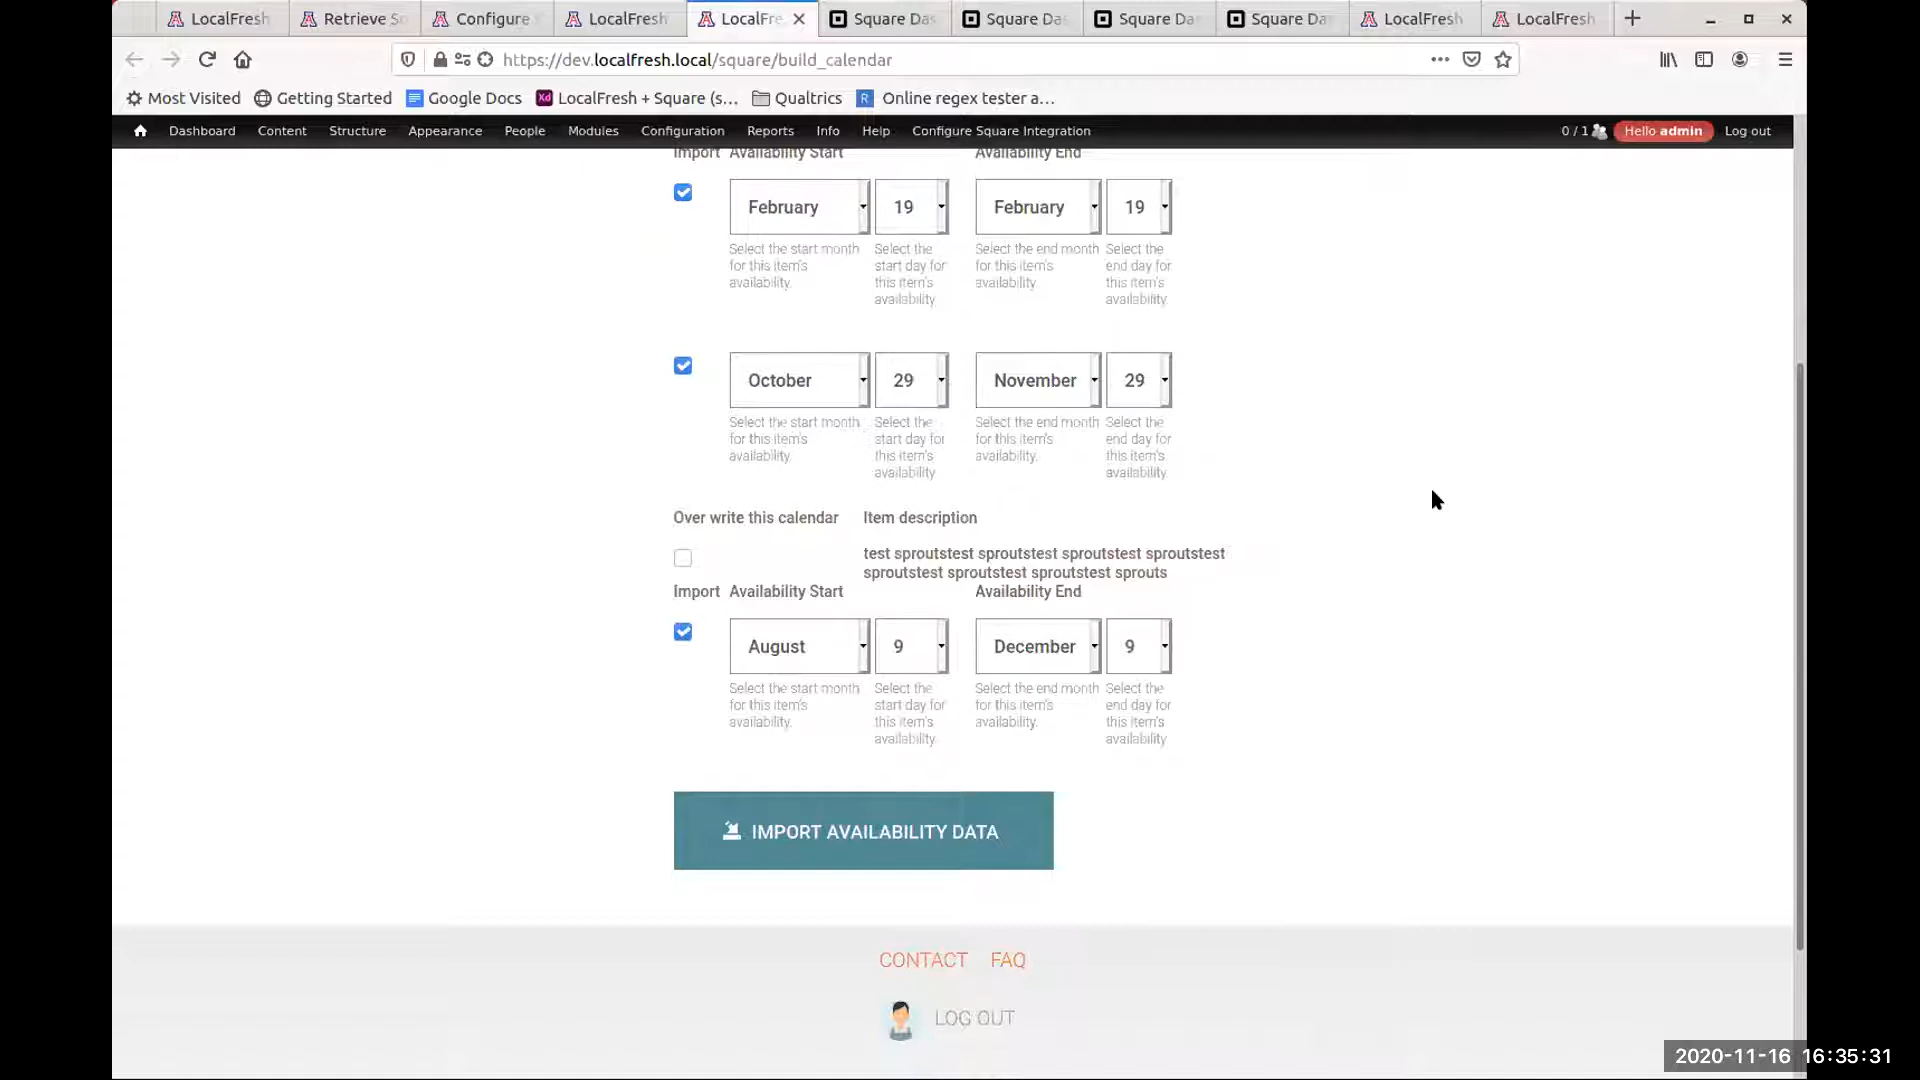 LocalFresh
Retrieve S
Configure
LocalFresh
LocalFre
Square Das
Square Da
Square Da
Square Da
LocalFresh
LocalFresh
https://dev.localfresh.local/square/build_calendar
Most Visited
Getting Started
Google Docs
LocalFresh + Square (s...
Qualtrics
Online regex tester a...
Dashboard Content Structure Appearance People Modules Configuration Reports Info Help Configure Square Integration
0 / 1
Hello admin
Log out
Import Availability Start Availability End
February 19 February 19
Select the start month Select the Select the end month Select the
for this item's start day for for this item's end day for
availability. this item's availability. this item's
availability availability.
October 29 November 29
Select the start month Select the Select the end month Select the
for this item's start day for for this item's end day for
availability. this item's availability. this item's
availability availability.
Over write this calendar Item description
test sproutstest sproutstest sproutstest sproutstest
sproutstest sproutstest sproutstest sprouts
Import Availability Start Availability End
August 9 December 9
Select the start month Select the Select the end month Select the
for this item's start day for for this item's end day for
availability. this item's availability. this item's
availability. availability
IMPORT AVAILABILITY DATA
CONTACT FAQ
LOG OUT
2020-11-16 16:35:31